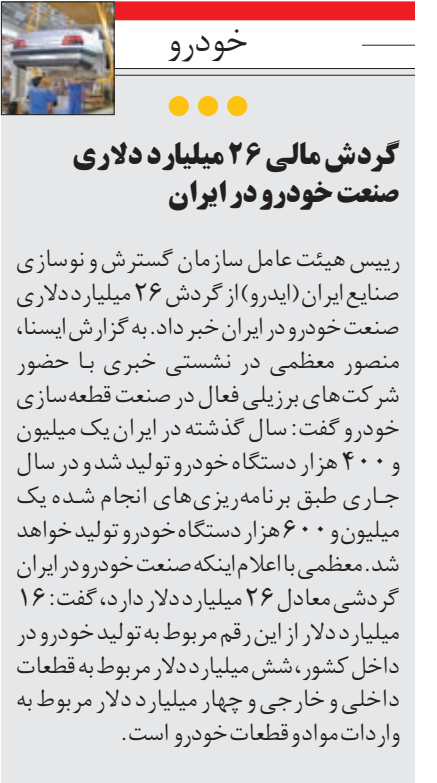 خودرو
گردش مالی ۲۶ میلیارد دلاری
صنعت خودرو در ایران
رییس هیئت عامل سازمان گسترش و نوسازی
صنایع ایران (ایدرو) از گردش ۲۶ میلیارد دلاری
صنعت خودرو در ایران خبر داد. به گزارش ایسنا،
منصور معظمی در نشستی خبری با حضور
شرکت‌های برزیلی فعال در صنعت قطعه‌سازی
خودرو گفت: سال گذشته در ایران یک میلیون
و ۴۰۰ هزار دستگاه خودرو تولید شد و در سال
جاری طبق برنامه‌ریزی‌های انجام شده یک
میلیون و ۶۰۰ هزار دستگاه خودرو تولید خواهد
شد. معظمی با اعلام اینکه صنعت خودرو در ایران
گردشی معادل ۲۶ میلیارد دلار دارد، گفت: ۱۶
میلیارد دلار از این رقم مربوط به تولید خودرو در
داخل کشور، شش میلیارد دلار مربوط به قطعات
داخلی و خارجی و چهار میلیارد دلار مربوط به
واردات مواد و قطعات خودرو است.